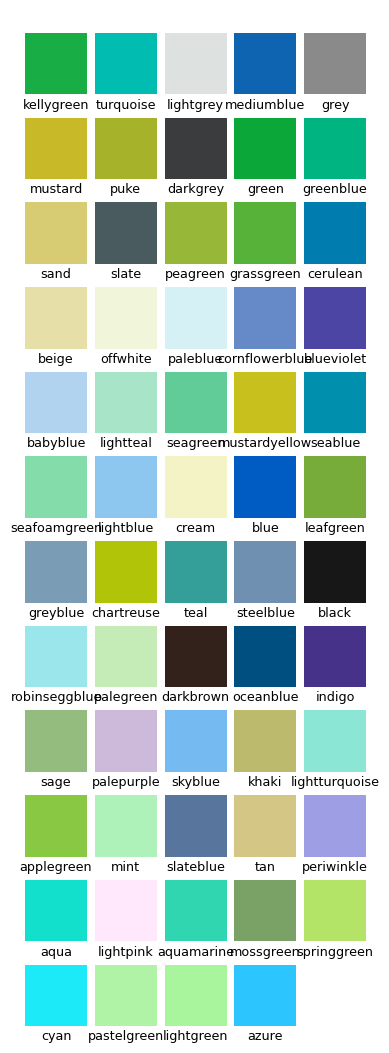 kellygreen turquoise lightgrey mediumblue grey
mustard puke darkgrey green greenblue
sand slate peagreen grassgreen cerulean
beige offwhite paleblue cornflowerblue blueviolet
babyblue lightteal seagreen mustardyellow seablue
seafoamgreen lightblue cream blue leafgreen
greyblue chartreuse teal steelblue black
robinseggblue palegreen darkbrown oceanblue indigo
sage palepurple skyblue khaki lightturquoise
applegreen mint slateblue tan periwinkle
aqua lightpink aquamarine mossgreen springgreen
cyan pastelgreen lightgreen azure